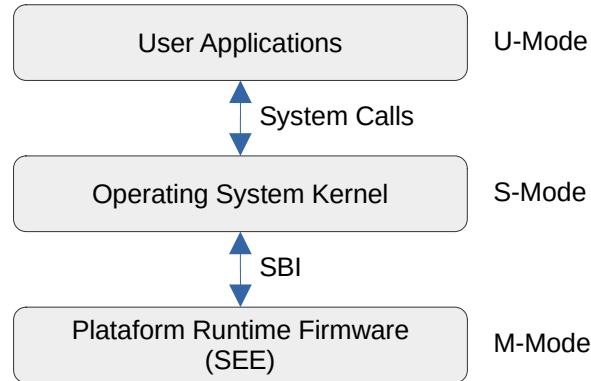 User Applications
U-Mode
System Calls
Operating System Kernel
S-Mode
SBI
Plataform Runtime Firmware
(SEE)
M-Mode